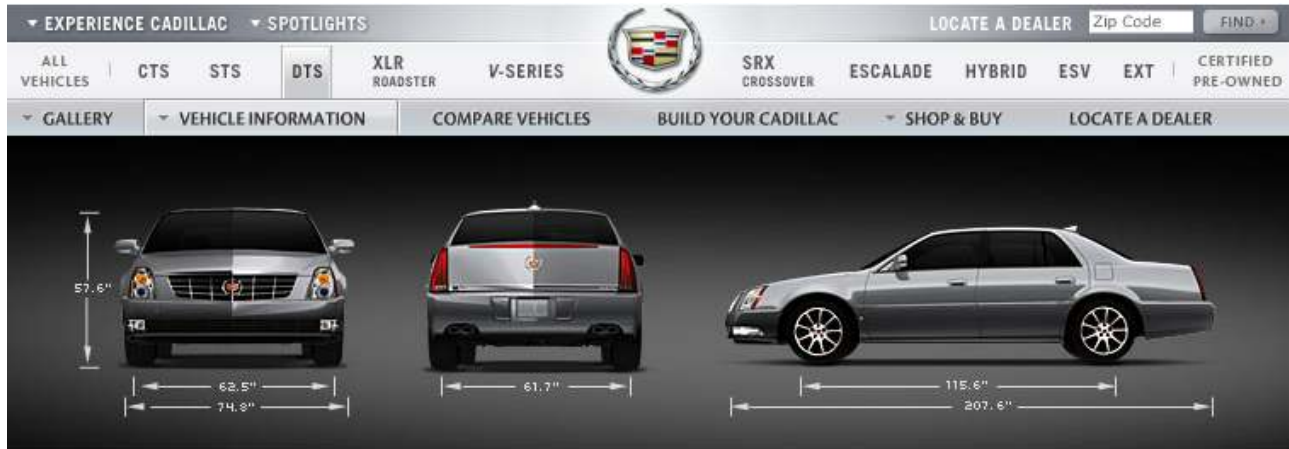 EXPERIENCE CADILLAC SPOTLIGHTS LOCATE A DEALER Zip Code FIND
ALL VEHICLES CTS STS DTS XLR ROADSTER V-SERIES SRX CROSSOVER ESCALADE HYBRID ESV EXT CERTIFIED PRE-OWNED
GALLERY VEHICLE INFORMATION COMPARE VEHICLES BUILD YOUR CADILLAC SHOP & BUY LOCATE A DEALER
57.6"
62.5" 61.7" 115.6"
74.8" 207.6"